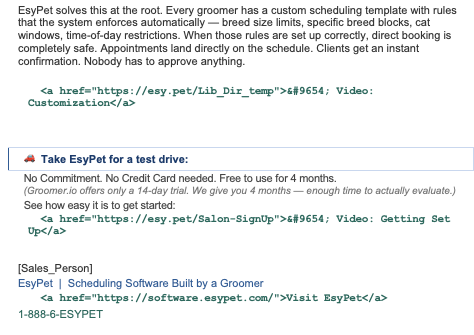 EsyPet solves this at the root. Every groomer has a custom scheduling template with rules
that the system enforces automatically — breed size limits, specific breed blocks, cat
windows, time-of-day restrictions. When those rules are set up correctly, direct booking is
completely safe. Appointments land directly on the schedule. Clients get an instant
confirmation. Nobody has to approve anything.
<a href="https://esy.pet/Lib_Dir_temp">&#9654; Video:
Customization</a>
🚗 Take EsyPet for a test drive:
No Commitment. No Credit Card needed. Free to use for 4 months.
(Groomer.io offers only a 14-day trial. We give you 4 months — enough time to actually evaluate.)
See how easy it is to get started:
<a href="https://esy.pet/Salon-SignUp">&#9654; Video: Getting Set
Up</a>
[Sales_Person]
EsyPet | Scheduling Software Built by a Groomer
<a href="https://software.esypet.com/">Visit EsyPet</a>
1-888-6-ESYPET